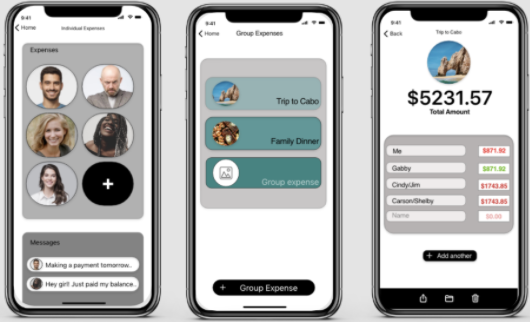 9:41
Home
Individual Expenses
Expenses
+
Messages
Making a payment tomorrow..
Hey girl! Just paid my balance..
9:41
Home
Group Expenses
Trip to Cabo
Family Dinner
Group expense
+ Group Expense
9:41
Back
Trip to Cabo
$5231.57
Total Amount
Me $871.92
Gabby $871.92
Cindy/Jim $1743.85
Carson/Shelby $1743.85
Name $0.00
+ Add another